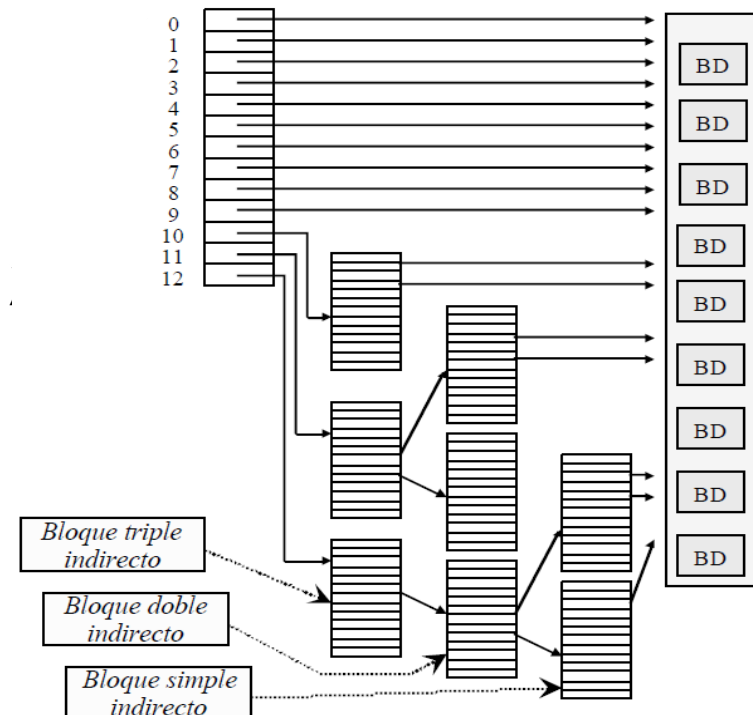 0
1
2
3
4
5
6
7
8
9
10
11
12
BD
BD
BD
BD
BD
BD
BD
BD
BD
Bloque triple
indirecto
Bloque doble
indirecto
Bloque simple
indirecto